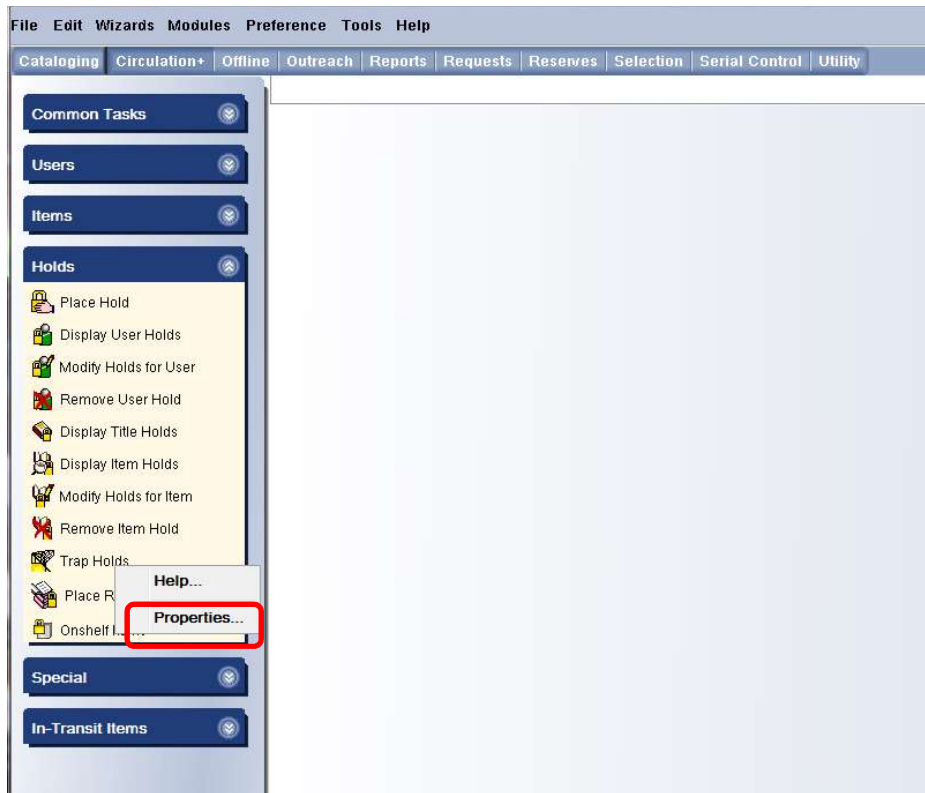 File Edit Wizards Modules Preference Tools Help
Cataloging Circulation+ Offline Outreach Reports Requests Reserves Selection Serial Control Utility
Common Tasks
Users
Items
Holds
Place Hold
Display User Holds
Modify Holds for User
Remove User Hold
Display Title Holds
Display Item Holds
Modify Holds for Item
Remove Item Hold
Trap Holds
Help...
Place R
Properties...
Onshelf
Special
In-Transit Items